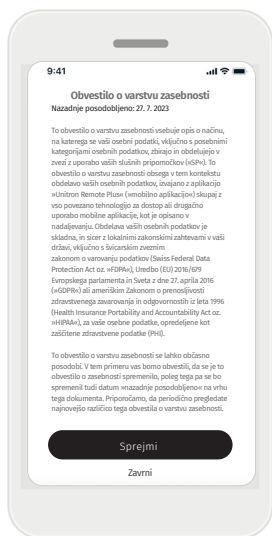 9:41
Obvestilo o varstvu zasebnosti
Nazadnje posodobljeno: 27. 7. 2023
To obvestilo o varstvu zasebnosti vsebuje opis o načinu,
na katerega se vaši osebni podatki, vključno s posebnimi
kategorijami osebnih podatkov, zbirajo in obdelujejo v
zvezi z uporabo vaših slušnih pripomočkov (»SP«). To
obvestilo o varstvu zasebnosti obsega v tem kontekstu
obdelavo vaših osebnih podatkov, izvajano z aplikacijo
»Unitron Remote Plus« (»mobilno aplikacijo«) skupaj z
vso povezano tehnologijo za dostop ali drugačno
uporabo mobilne aplikacije, kot je opisano v
nadaljevanju. Obdelava vaših osebnih podatkov je
skladna, in sicer z lokalnimi zakonskimi zahtevami v vaši
državi, vključno s švicarskim zveznim
zakonom o varovanju podatkov (Swiss Federal Data
Protection Act oz. »FDPA«), Uredbo (EU) 2016/679
Evropskega parlamenta in Sveta z dne 27. aprila 2016
(»GDPR«) ali ameriškim Zakonom o prenosljivosti
zdravstvenega zavarovanja in odgovornostih iz leta 1996
(Health Insurance Portability and Accountability Act oz.
»HIPAA«), za vaše osebne podatke, opredeljene kot
zaščitene zdravstvene podatke (PHI).
To obvestilo o varstvu zasebnosti se lahko občasno
posodobi. V tem primeru vas bomo obvestili, da se je to
obvestilo o zasebnosti spremenilo, poleg tega pa se bo
spremenil tudi datum »nazadnje posodobljeno« na vrhu
tega dokumenta. Priporočamo, da periodično pregledate
najnovejšo različico tega obvestila o varstvu zasebnosti.
Sprejmi
Zavrni